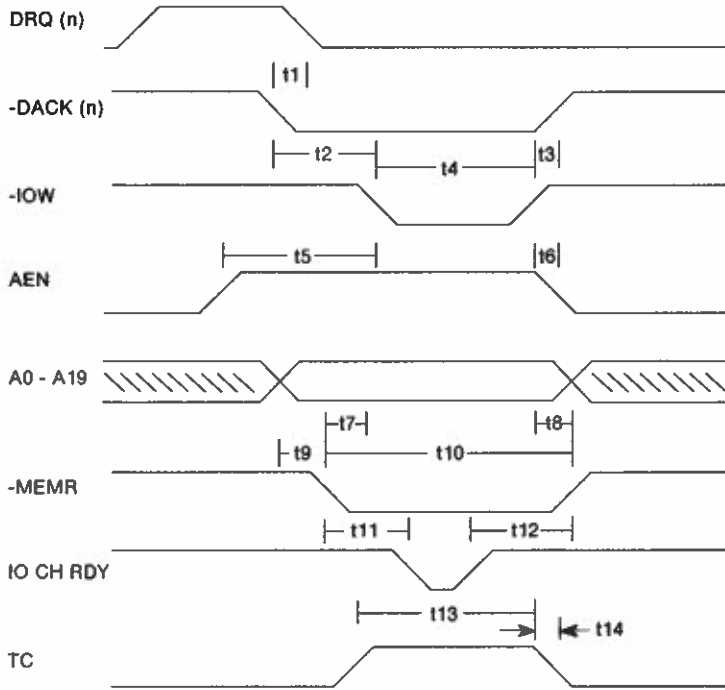 DRQ (n)
t1
-DACK (n)
t2
t4
t3
-IOW
t5
t6
AEN
A0 - A19
t7
t8
t9
t10
-MEMR
t11
t12
IO CH RDY
t13
t14
TC